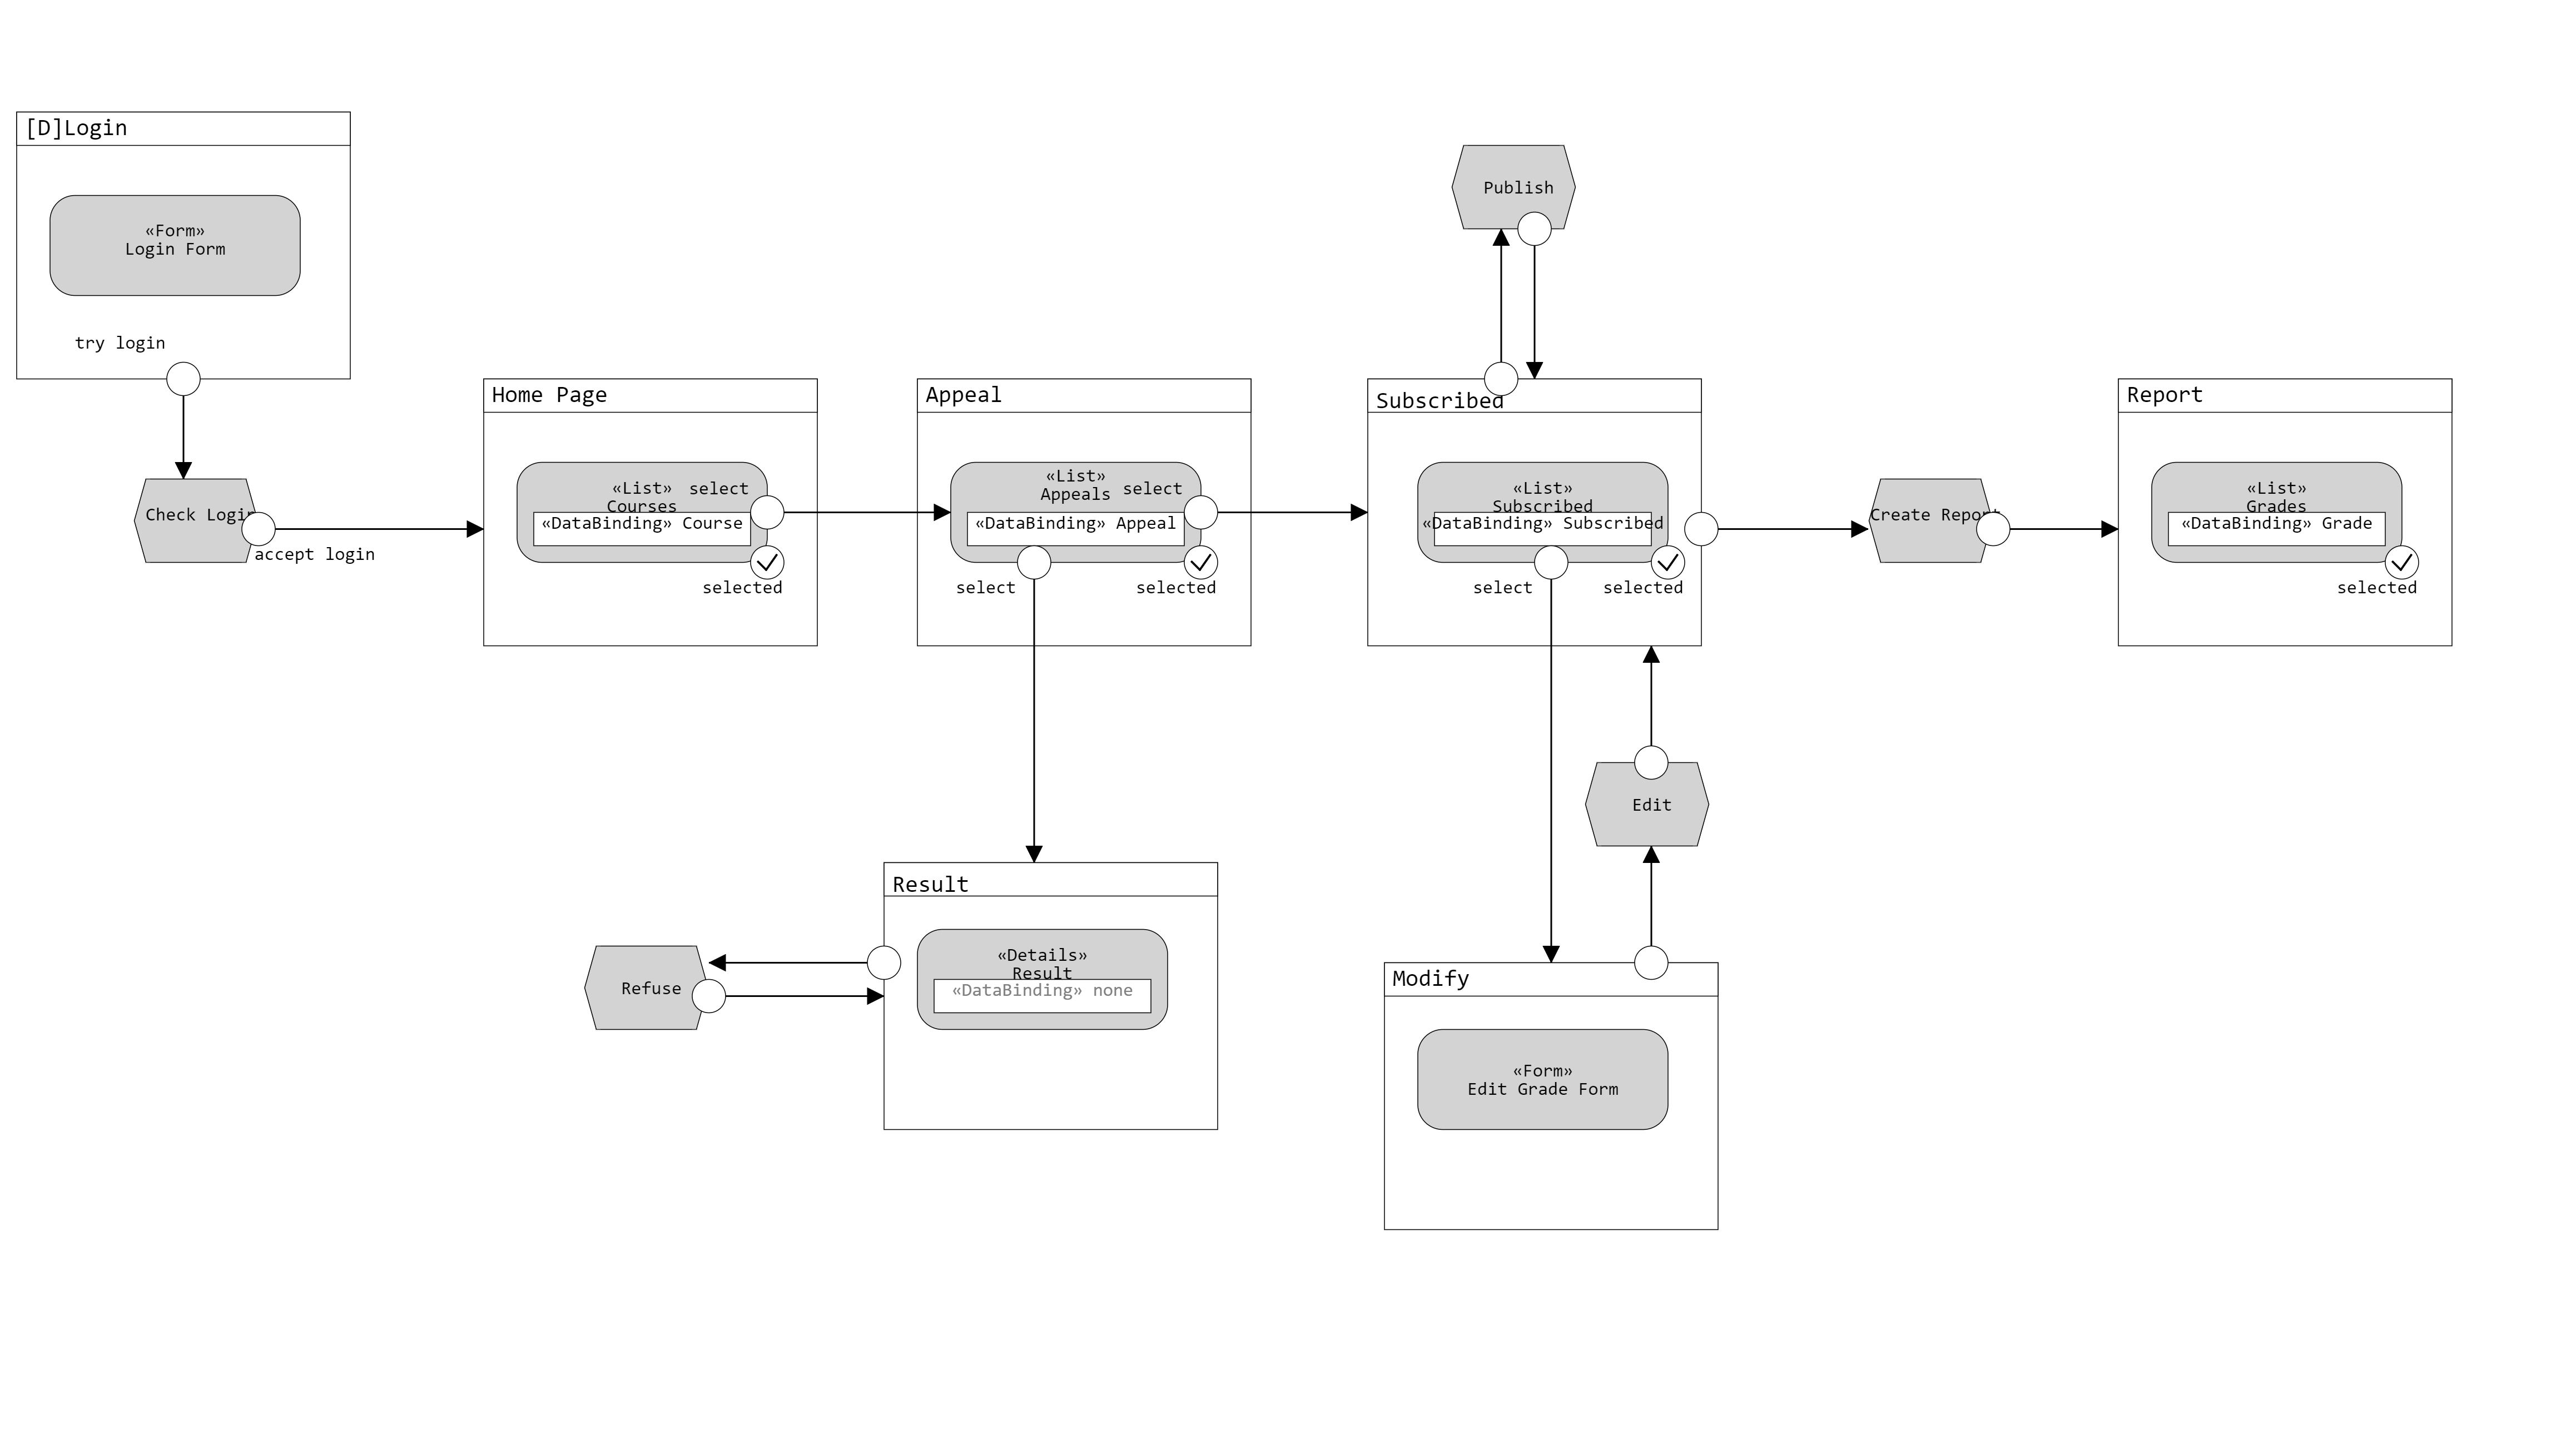 [D]Login
«Form»
Login Form
try login
Check Login
accept login
Home Page
«List»
Courses
select
«DataBinding» Course
selected
Appeal
«List»
Appeals
select
«DataBinding» Appeal
select
selected
Publish
Subscribed
«List»
Subscribed
«DataBinding» Subscribed
select
selected
Create Report
Report
«List»
Grades
«DataBinding» Grade
selected
Edit
Result
«Details»
Result
«DataBinding» none
Refuse
Modify
«Form»
Edit Grade Form